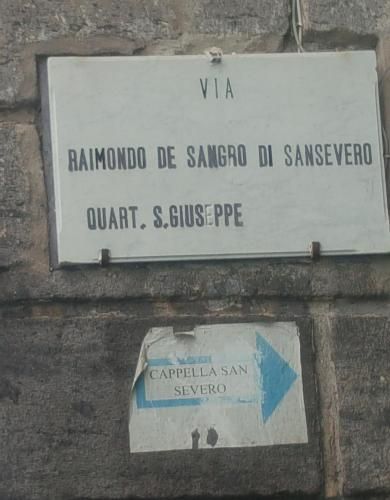 VIA
RAIMONDO DE SANGRO DI SANSEVERO
QUART. S.GIUSEPPE
CAPPELLA SAN
SEVERO